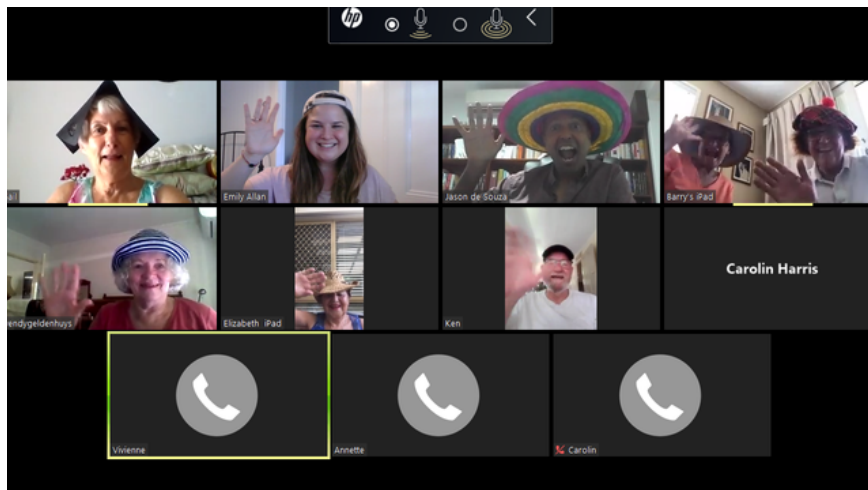 hp
Emily Allan
Jason de Souza
Barry's iPad
endygeldenhuys
Elizabeth iPad
Ken
Carolin Harris
Vivienne
Annette
Carolin